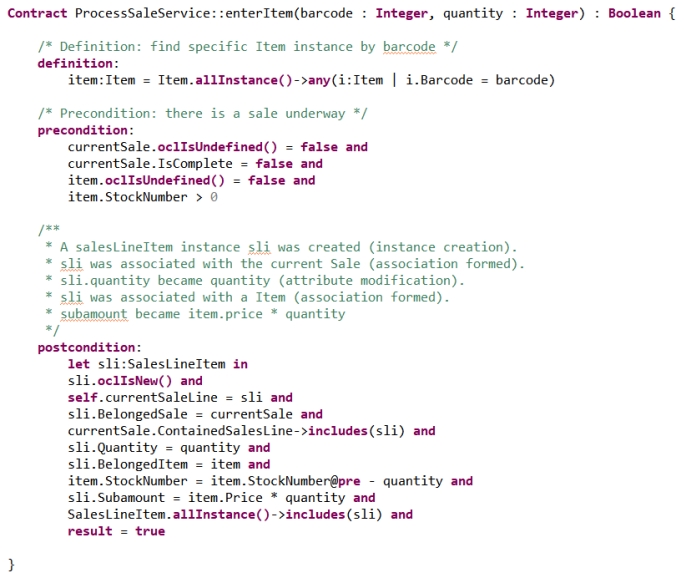 Contract ProcessSaleService::enterItem(barcode : Integer, quantity : Integer) : Boolean {
/* Definition: find specific Item instance by barcode */
definition:
item:Item = Item.allInstance()->any(i:Item | i.Barcode = barcode)
/* Precondition: there is a sale underway */
precondition:
currentSale.oclIsUndefined() = false and
currentSale.IsComplete = false and
item.oclIsUndefined() = false and
item.StockNumber > 0
/**
* A salesLineItem instance sli was created (instance creation).
* sli was associated with the current Sale (association formed).
* sli.quantity became quantity (attribute modification).
* sli was associated with a Item (association formed).
* subamount became item.price * quantity
*/
postcondition:
let sli:SalesLineItem in
sli.oclIsNew() and
self.currentSaleLine = sli and
sli.BelongedSale = currentSale and
currentSale.ContainedSalesLine->includes(sli) and
sli.Quantity = quantity and
sli.BelongedItem = item and
item.StockNumber = item.StockNumber@pre - quantity and
sli.Subamount = item.Price * quantity and
SalesLineItem.allInstance()->includes(sli) and
result = true
}